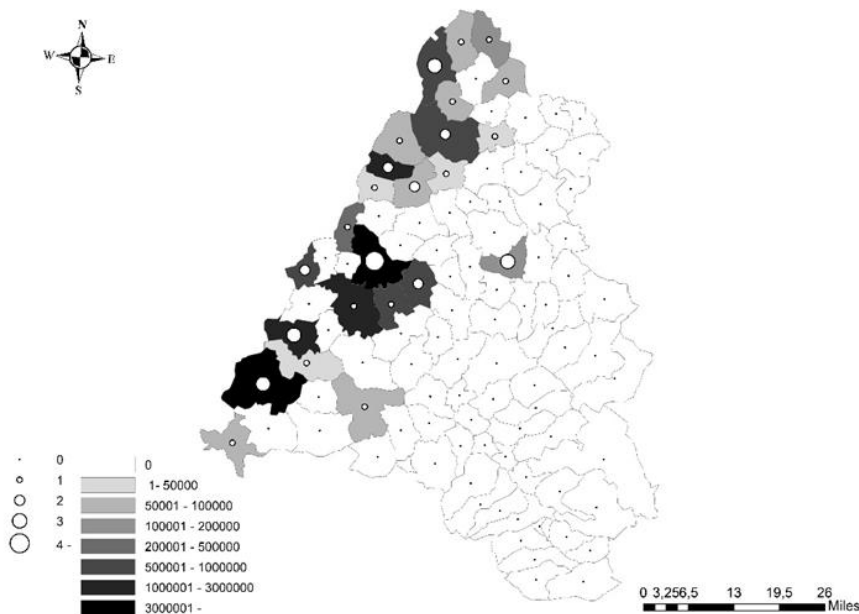 N
W E
S
0 0
1 1- 50000
2 50001 - 100000
3 100001 - 200000
4 - 200001 - 500000
500001 - 1000000
1000001 - 3000000
3000001 -
0 3,256,5 13 19,5 26
Miles